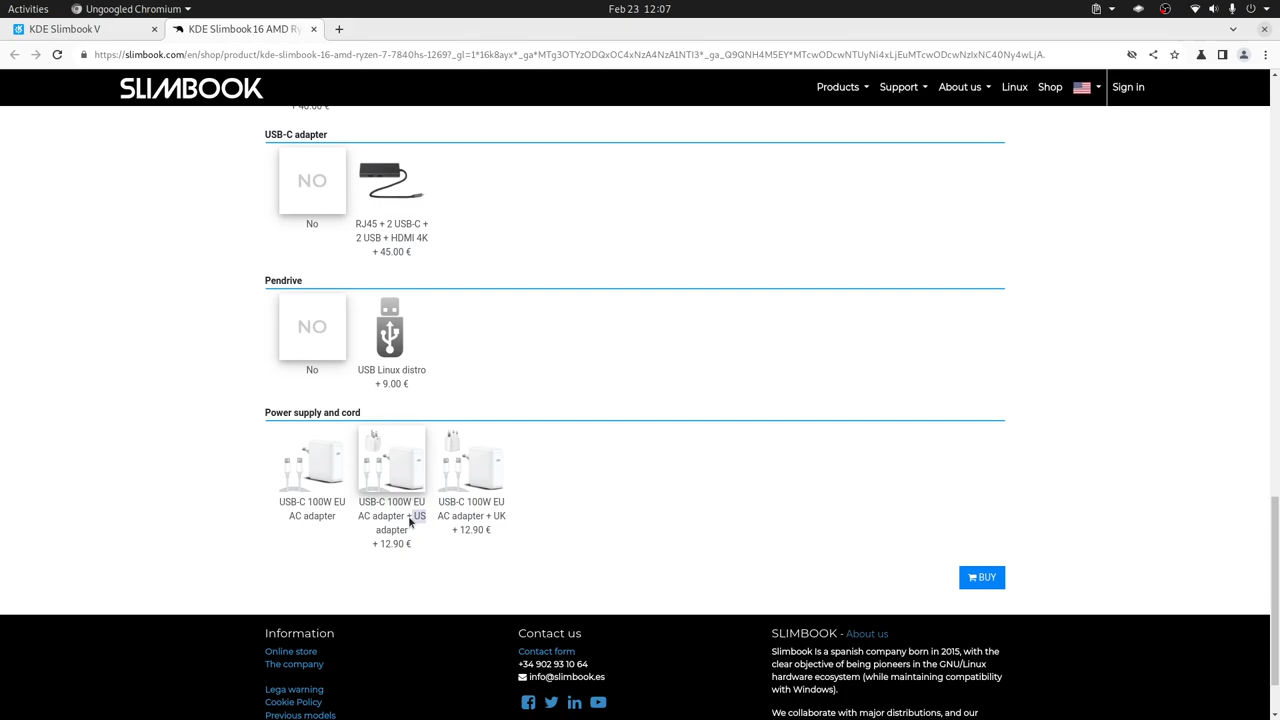 Activities
Ungoogled Chromium
Feb 23 12:07
KDE Slimbook V
KDE Slimbook 16 AMD Ry
https://slimbook.com/en/shop/product/kde-slimbook-16-amd-ryzen-7-7840hs-1269?_gl=1*16k8ayx*_ga*MTg3OTYzODQxOC4xNzA4NzA1NTI3*_ga_Q9QNH4M5EY*MTcwODcwNTUyNi4xLjEuMTcwODcwNzIxNC40Ny4wLjA.
SLIMBOOK
Products
Support
About us
Linux
Shop
Sign in
+ 40.00 €
USB-C adapter
NO
No
RJ45 + 2 USB-C +
2 USB + HDMI 4K
+ 45.00 €
Pendrive
NO
No
USB Linux distro
+ 9.00 €
Power supply and cord
USB-C 100W EU
AC adapter
USB-C 100W EU
AC adapter + US
adapter
+ 12.90 €
USB-C 100W EU
AC adapter + UK
+ 12.90 €
BUY
Information
Online store
The company
Lega warning
Cookie Policy
Previous models
Contact us
Contact form
+34 902 93 10 64
info@slimbook.es
SLIMBOOK - About us
Slimbook Is a spanish company born in 2015, with the
clear objective of being pioneers in the GNU/Linux
hardware ecosystem (while maintaining compatibility
with Windows).
We collaborate with major distributions, and our